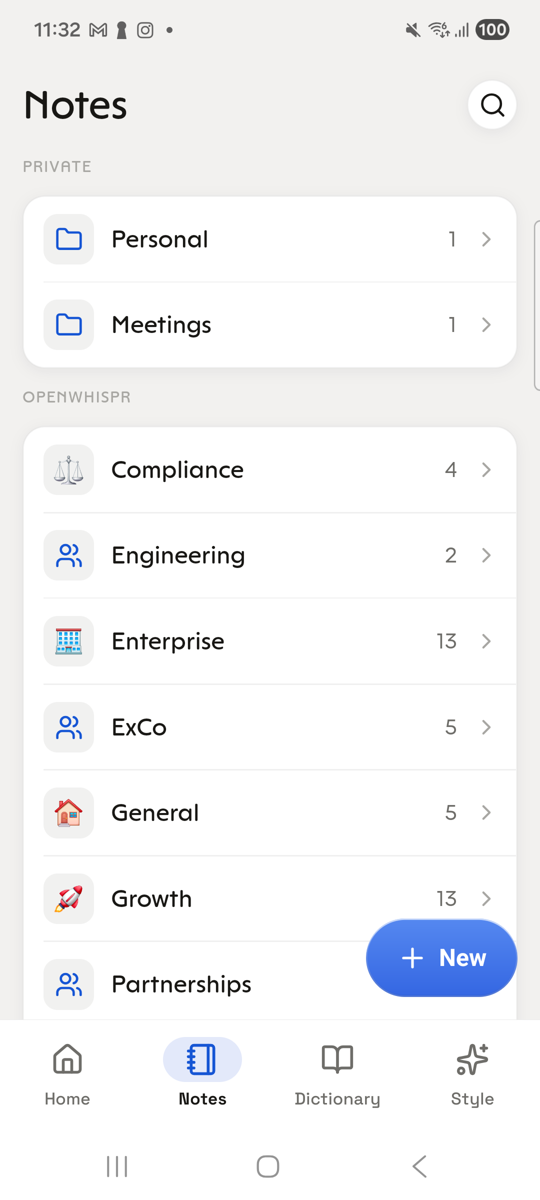 11:32
100
Notes
PRIVATE
Personal 1
Meetings 1
OPENWHISPR
Compliance 4
Engineering 2
Enterprise 13
ExCo 5
General 5
Growth 13
Partnerships
+ New
Home Notes Dictionary Style